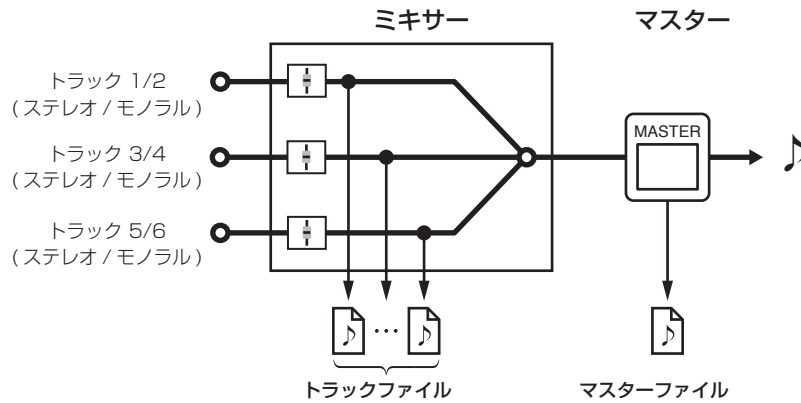 ミキサー
マスター
トラック 1/2
( ステレオ / モノラル )
トラック 3/4
( ステレオ / モノラル )
トラック 5/6
( ステレオ / モノラル )
MASTER
…
トラックファイル
マスターファイル